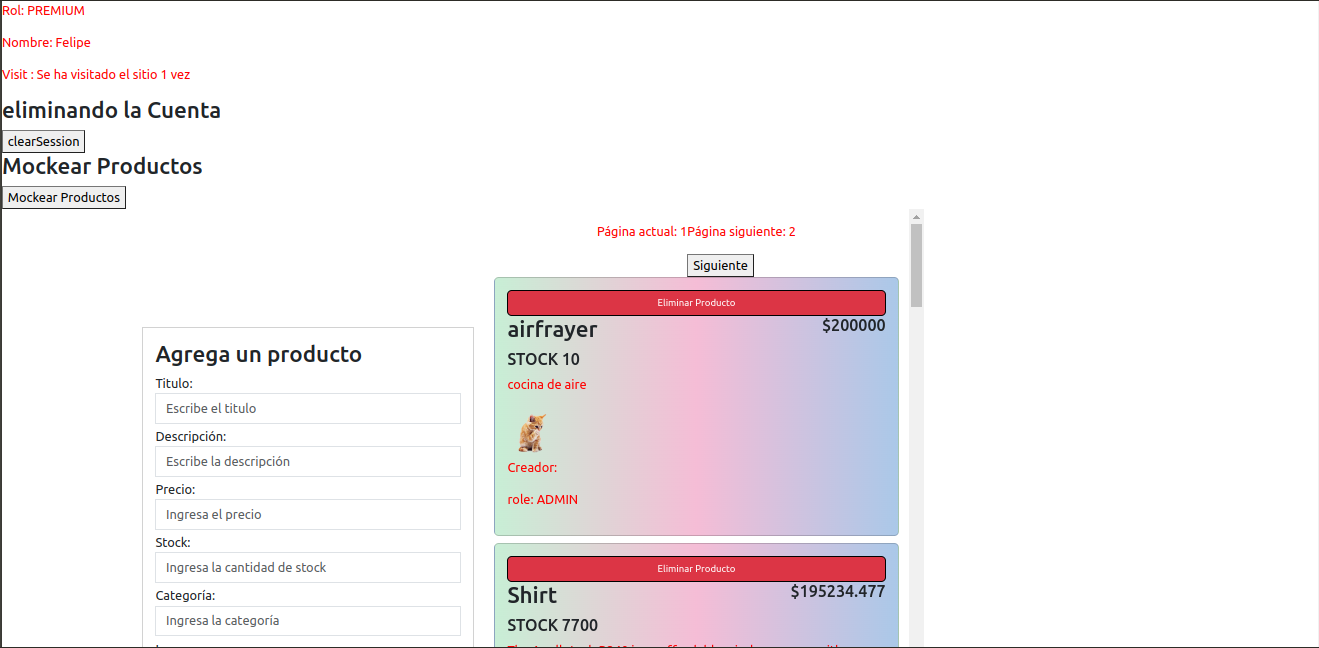 Rol: PREMIUM
Nombre: Felipe
Visit : Se ha visitado el sitio 1 vez
eliminando la Cuenta
clearSession
Mockear Productos
Mockear Productos
Agrega un producto
Titulo:
Escribe el titulo
Descripción:
Escribe la descripción
Precio:
Ingresa el precio
Stock:
Ingresa la cantidad de stock
Categoría:
Ingresa la categoría
Página actual: 1Página siguiente: 2
Siguiente
Eliminar Producto
airfrayer $200000
STOCK 10
cocina de aire
Creador:
role: ADMIN
Eliminar Producto
Shirt $195234.477
STOCK 7700